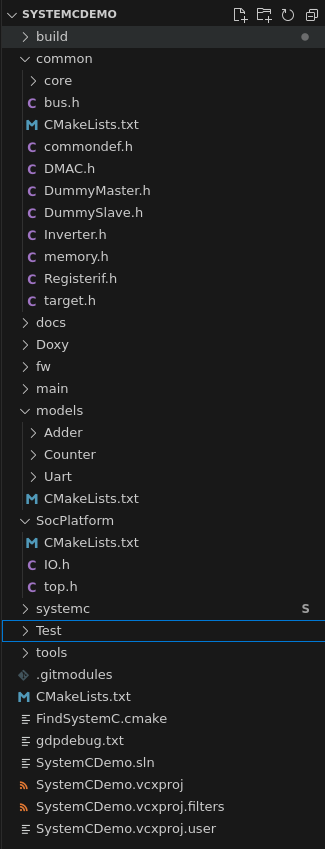 SYSTEMCDEMO
build
common
core
bus.h
M CMakeLists.txt
C commondef.h
C DMAC.h
C DummyMaster.h
C DummySlave.h
C Inverter.h
C memory.h
C Registerif.h
C target.h
docs
Doxy
fw
main
models
Adder
Counter
Uart
M CMakeLists.txt
SocPlatform
M CMakeLists.txt
C IO.h
C top.h
systemc S
Test
tools
.gitmodules
M CMakeLists.txt
FindSystemC.cmake
gdpdebug.txt
SystemCDemo.sln
SystemCDemo.vcxproj
SystemCDemo.vcxproj.filters
SystemCDemo.vcxproj.user